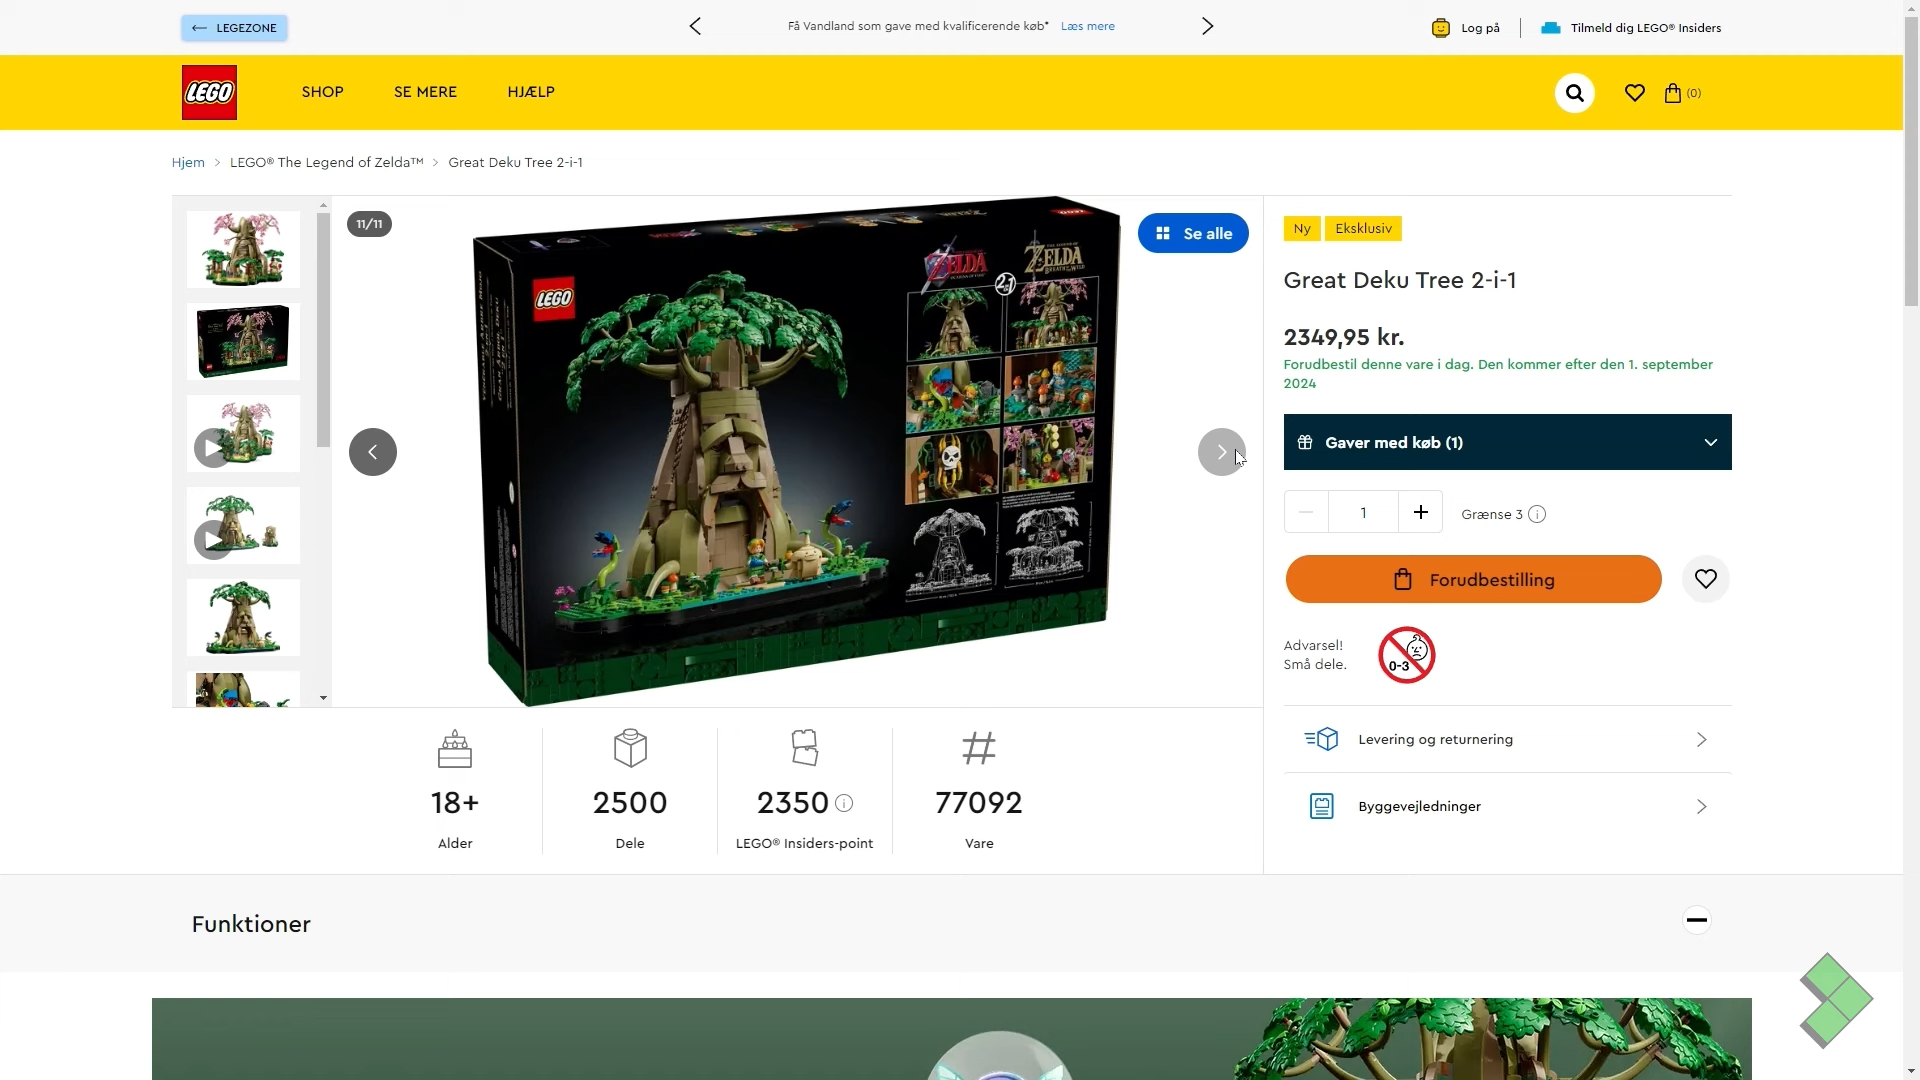 LEGEZONE
Få Vandland som gave med kvalificerende køb* Læs mere
Log på
Tilmeld dig LEGO® Insiders
LEGO
SHOP
SE MERE
HJÆLP
(0)
Hjem > LEGO® The Legend of Zelda™ > Great Deku Tree 2-i-1
11/11
Se alle
LEGO
ZELDA
ZELDA
2in1
Ny
Eksklusiv
Great Deku Tree 2-i-1
2349,95 kr.
Forudbestil denne vare i dag. Den kommer efter den 1. september
2024
Gaver med køb (1)
1
Grænse 3
Forudbestilling
Advarsel!
Små dele.
0-3
Levering og returnering
Byggevejledninger
18+
Alder
2500
Dele
2350
LEGO® Insiders-point
77092
Vare
Funktioner